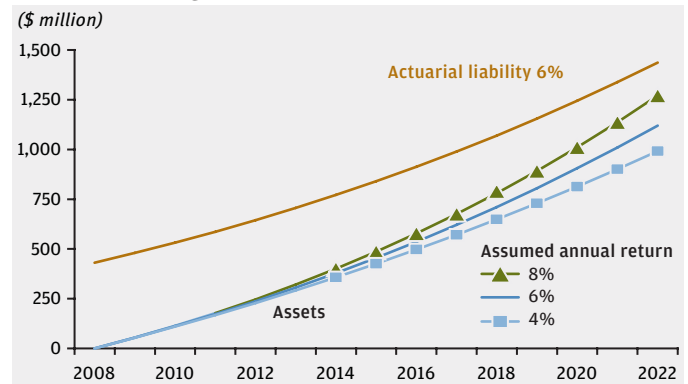 ($ million)
1,500
Actuarial liability 6%
1,250
1,000
750
500
Assumed annual return
8%
250
6%
Assets
4%
0
2008 2010 2012 2014 2016 2018 2020 2022